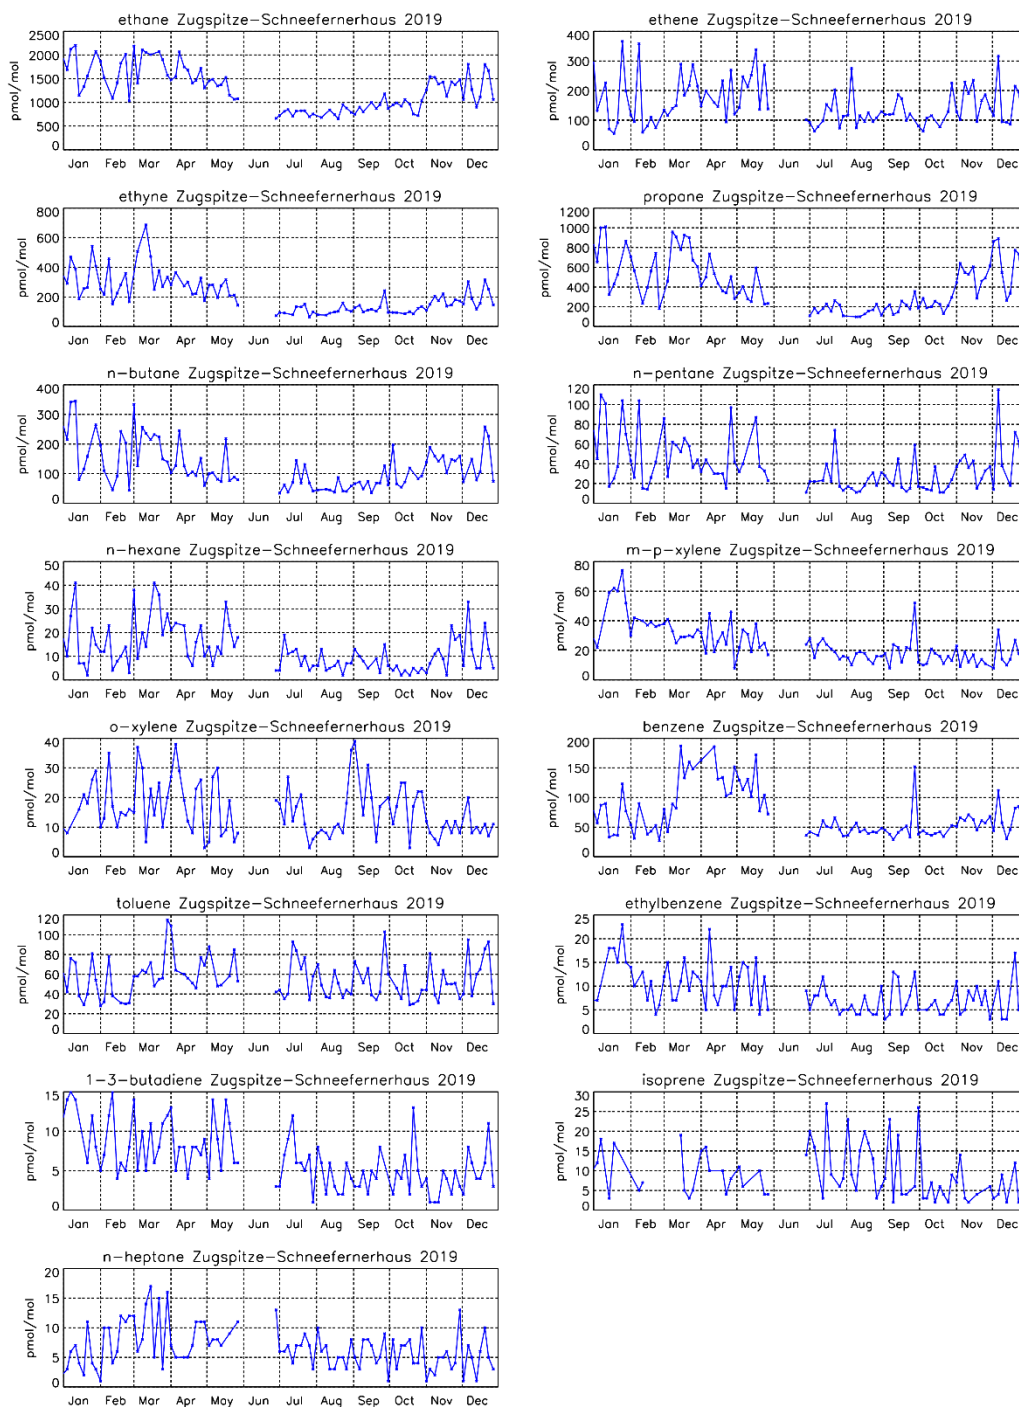 ethane Zugspitze-Schneefernerhaus 2019
2500
2000
1500
1000
500
0
pmol/mol
Jan Feb Mar Apr May Jun Jul Aug Sep Oct Nov Dec
ethene Zugspitze-Schneefernerhaus 2019
400
300
200
100
0
pmol/mol
Jan Feb Mar Apr May Jun Jul Aug Sep Oct Nov Dec
ethyne Zugspitze-Schneefernerhaus 2019
800
600
400
200
0
pmol/mol
Jan Feb Mar Apr May Jun Jul Aug Sep Oct Nov Dec
propane Zugspitze-Schneefernerhaus 2019
1200
1000
800
600
400
200
0
pmol/mol
Jan Feb Mar Apr May Jun Jul Aug Sep Oct Nov Dec
n-butane Zugspitze-Schneefernerhaus 2019
400
300
200
100
0
pmol/mol
Jan Feb Mar Apr May Jun Jul Aug Sep Oct Nov Dec
n-pentane Zugspitze-Schneefernerhaus 2019
120
100
80
60
40
20
0
pmol/mol
Jan Feb Mar Apr May Jun Jul Aug Sep Oct Nov Dec
n-hexane Zugspitze-Schneefernerhaus 2019
50
40
30
20
10
0
pmol/mol
Jan Feb Mar Apr May Jun Jul Aug Sep Oct Nov Dec
m-p-xylene Zugspitze-Schneefernerhaus 2019
80
60
40
20
0
pmol/mol
Jan Feb Mar Apr May Jun Jul Aug Sep Oct Nov Dec
o-xylene Zugspitze-Schneefernerhaus 2019
40
30
20
10
0
pmol/mol
Jan Feb Mar Apr May Jun Jul Aug Sep Oct Nov Dec
benzene Zugspitze-Schneefernerhaus 2019
200
150
100
50
0
pmol/mol
Jan Feb Mar Apr May Jun Jul Aug Sep Oct Nov Dec
toluene Zugspitze-Schneefernerhaus 2019
120
100
80
60
40
20
0
pmol/mol
Jan Feb Mar Apr May Jun Jul Aug Sep Oct Nov Dec
ethylbenzene Zugspitze-Schneefernerhaus 2019
25
20
15
10
5
0
pmol/mol
Jan Feb Mar Apr May Jun Jul Aug Sep Oct Nov Dec
1-3-butadiene Zugspitze-Schneefernerhaus 2019
15
10
5
0
pmol/mol
Jan Feb Mar Apr May Jun Jul Aug Sep Oct Nov Dec
isoprene Zugspitze-Schneefernerhaus 2019
30
25
20
15
10
5
0
pmol/mol
Jan Feb Mar Apr May Jun Jul Aug Sep Oct Nov Dec
n-heptane Zugspitze-Schneefernerhaus 2019
20
15
10
5
0
pmol/mol
Jan Feb Mar Apr May Jun Jul Aug Sep Oct Nov Dec